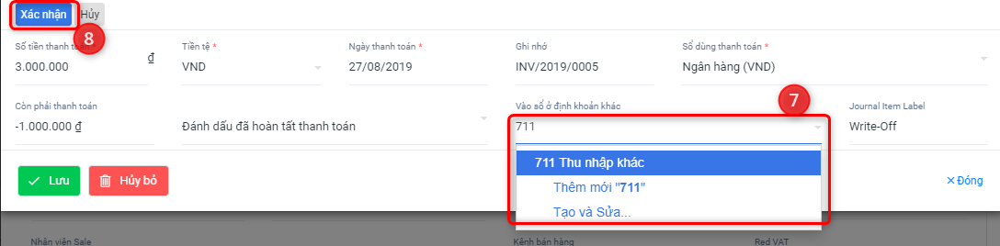 Xác nhận Hủy
8
Số tiền thanh toán * Tiền tệ * Ngày thanh toán * Ghi nhớ Sổ dùng thanh toán *
3.000.000 ₫ VND 27/08/2019 INV/2019/0005 Ngân hàng (VND)
7
Còn phải thanh toán Vào sổ ở định khoản khác Journal Item Label
-1.000.000 ₫ Đánh dấu đã hoàn tất thanh toán 711 Write-Off
711 Thu nhập khác
Thêm mới "711"
Tạo và Sửa...
Lưu Hủy bỏ Đóng
Nhân viên Sale Kênh bán hàng Red VAT